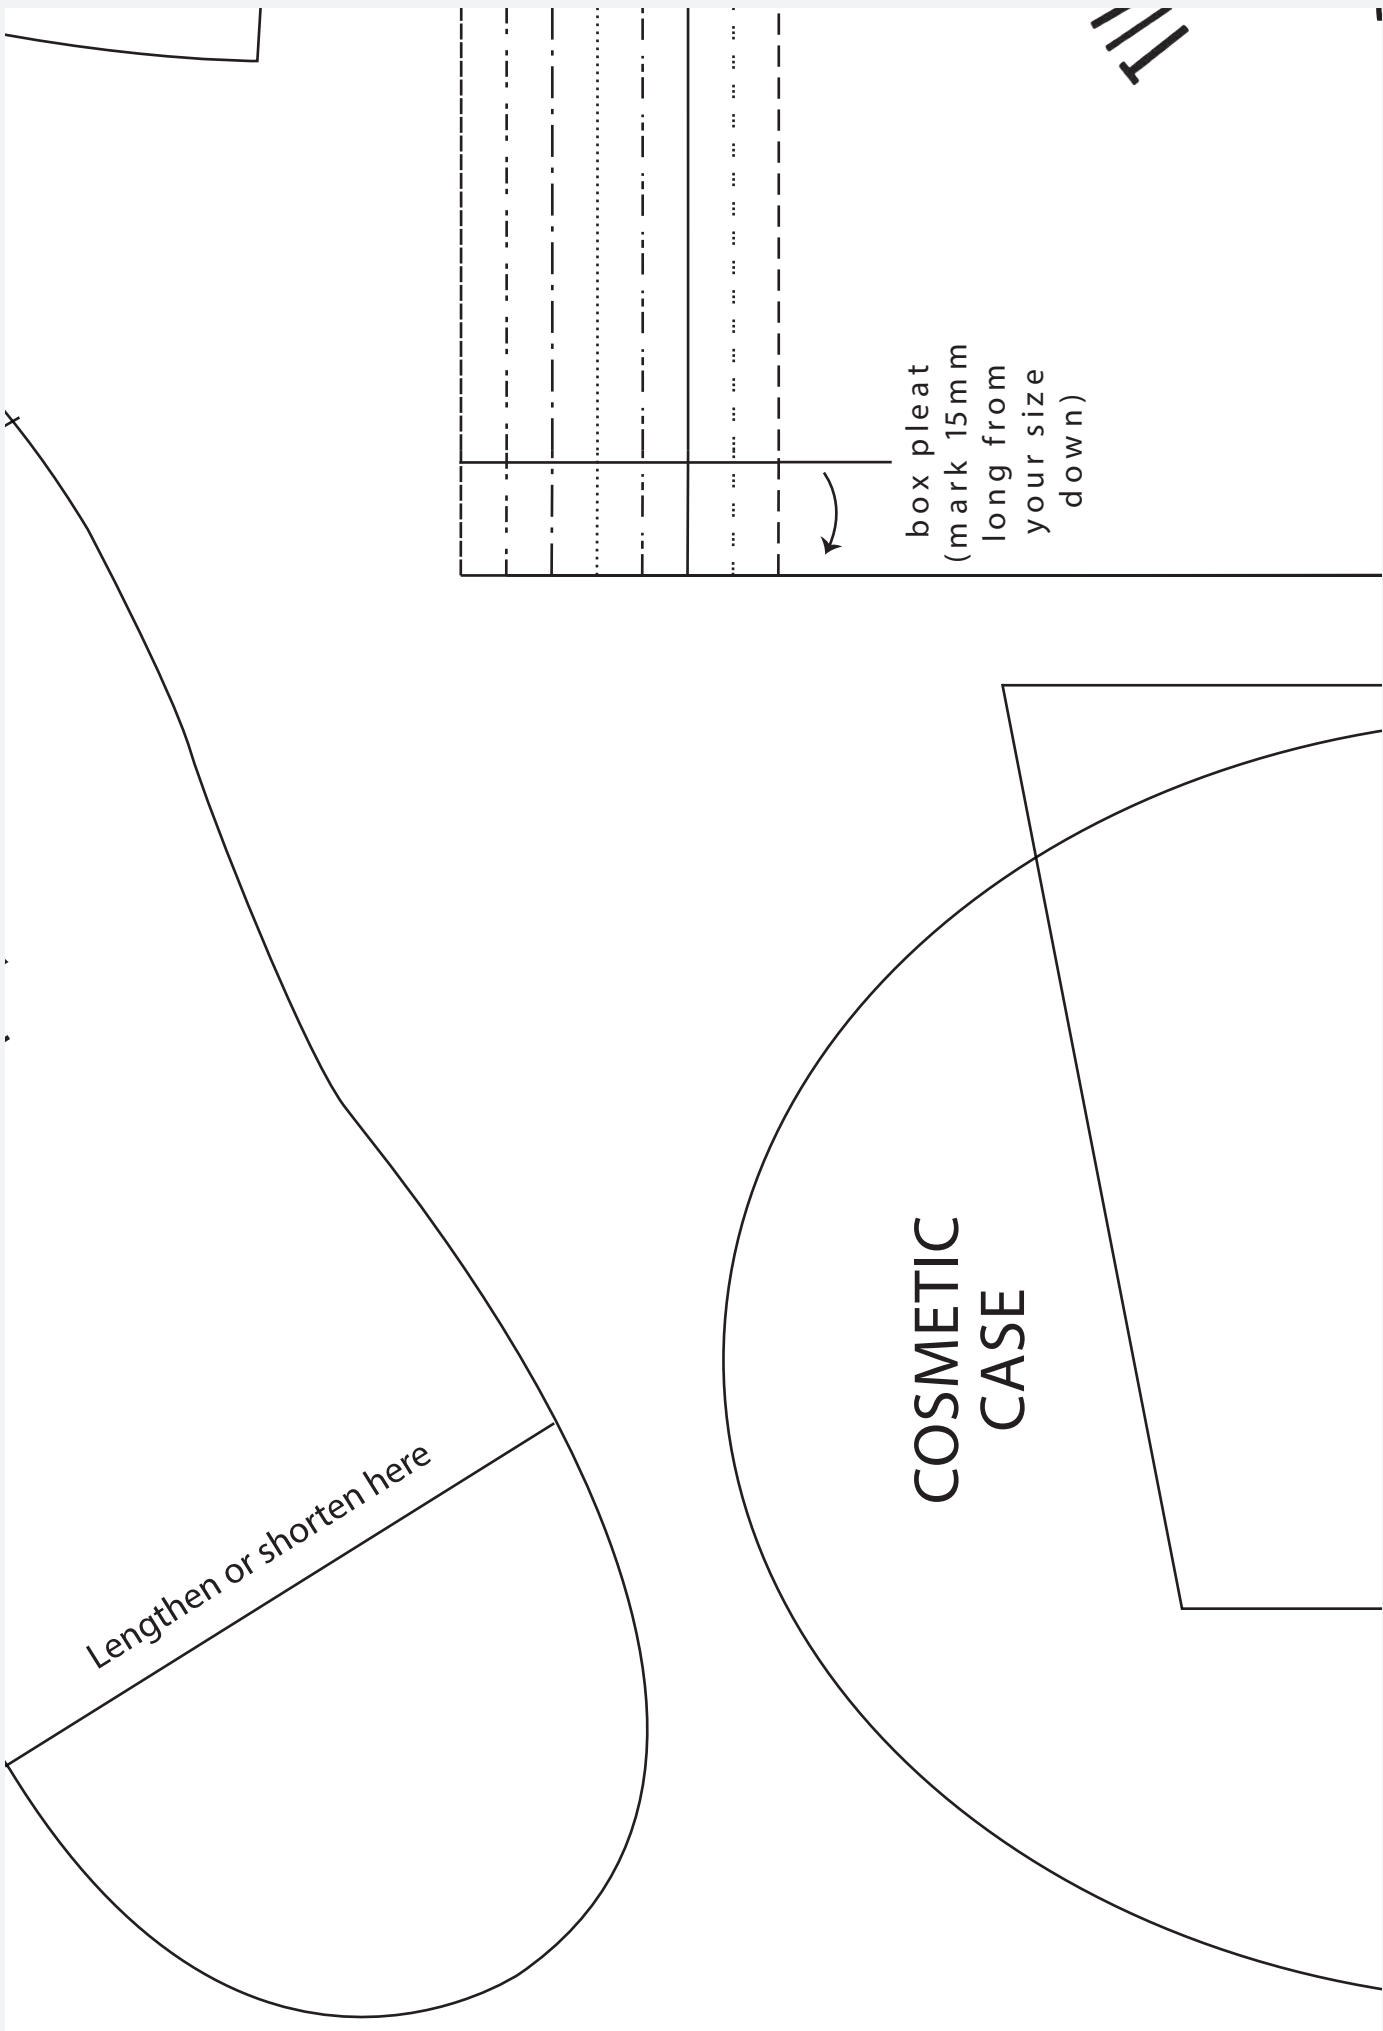 box pleat
(mark 15mm
long from
your size
down)
COSMETIC
CASE
Lengthen or shorten here